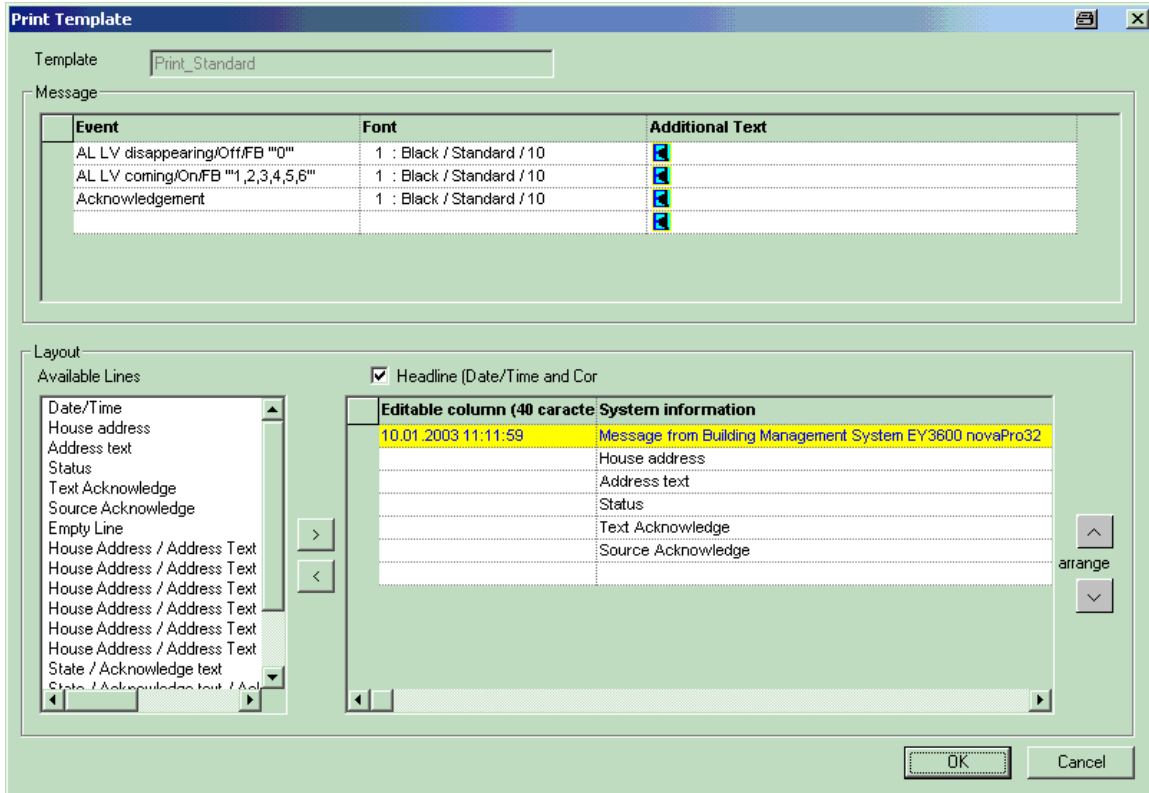 Print Template
Template Print_Standard
Message
Event Font Additional Text
AL LV disappearing/Off/FB "'0"' 1 : Black / Standard / 10
AL LV coming/On/FB "'1,2,3,4,5,6"' 1 : Black / Standard / 10
Acknowledgement 1 : Black / Standard / 10
Layout
Available Lines
Headline (Date/Time and Cor
Date/Time
House address
Address text
Status
Text Acknowledge
Source Acknowledge
Empty Line
House Address / Address Text
House Address / Address Text
House Address / Address Text
House Address / Address Text
House Address / Address Text
House Address / Address Text
State / Acknowledge text
State / Acknowledge text / Ack
>
<
Editable column (40 caracte System information
10.01.2003 11:11:59 Message from Building Management System EY3600 novaPro32
House address
Address text
Status
Text Acknowledge
Source Acknowledge
arrange
OK Cancel